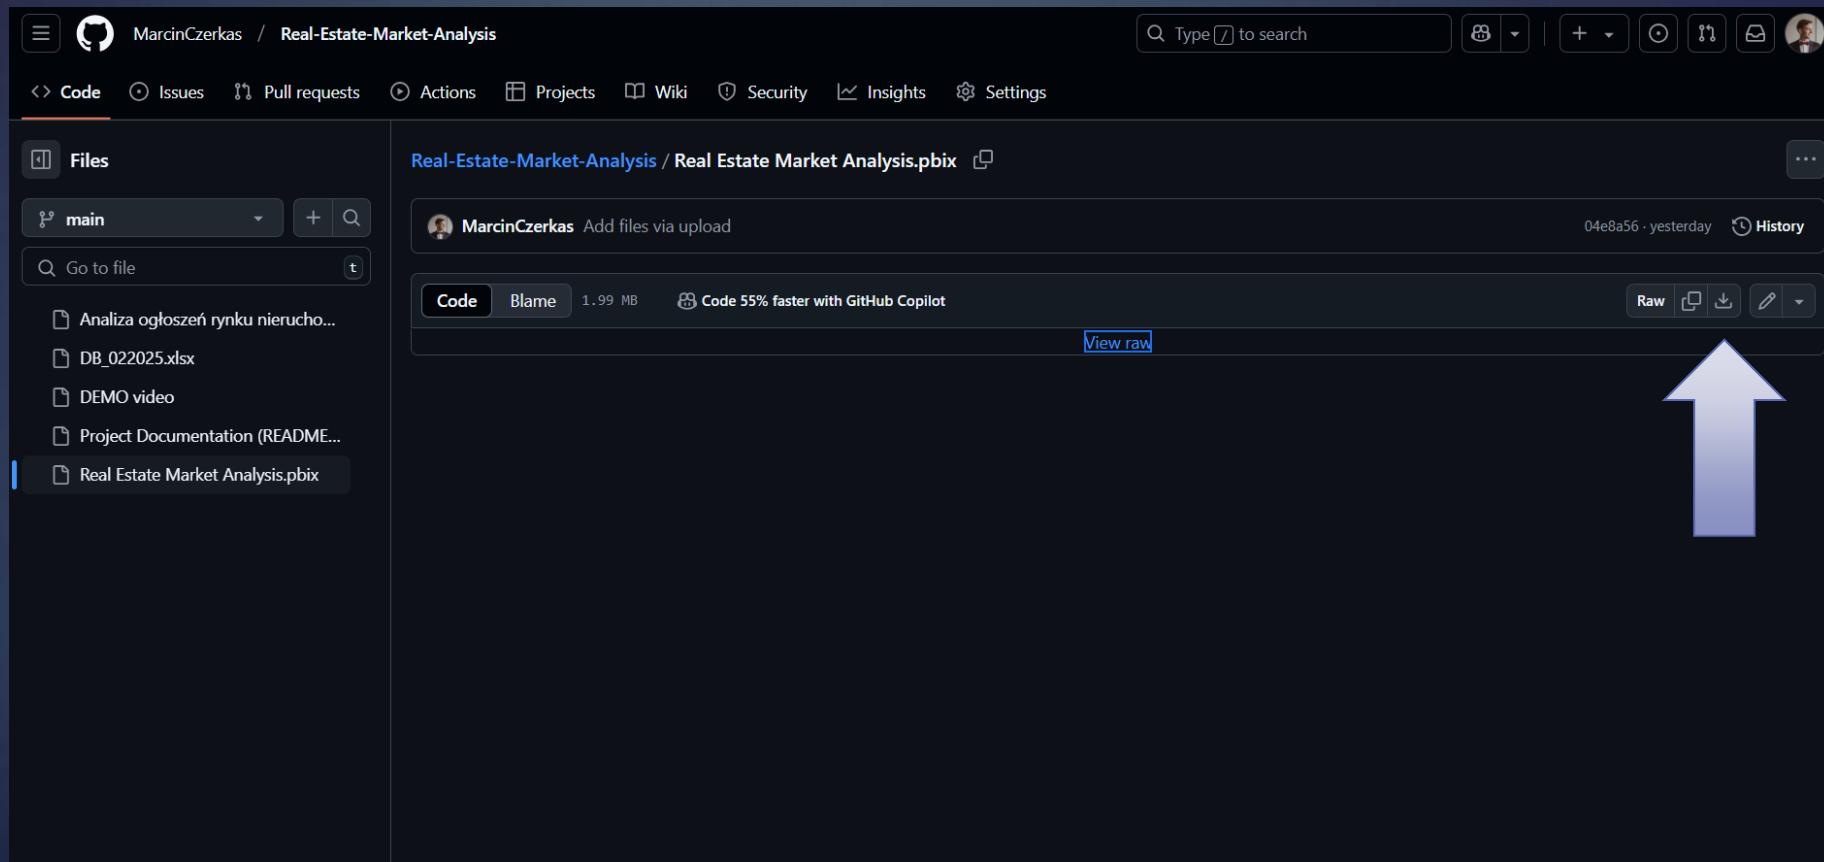 MarcinCzerkas / Real-Estate-Market-Analysis
Type / to search
Code
Issues
Pull requests
Actions
Projects
Wiki
Security
Insights
Settings
Files
main
Go to file
t
Analiza ogłoszeń rynku nierucho...
DB_022025.xlsx
DEMO video
Project Documentation (README...
Real Estate Market Analysis.pbix
Real-Estate-Market-Analysis / Real Estate Market Analysis.pbix
MarcinCzerkas Add files via upload
04e8a56 · yesterday
History
Code
Blame
1.99 MB
Code 55% faster with GitHub Copilot
Raw
View raw